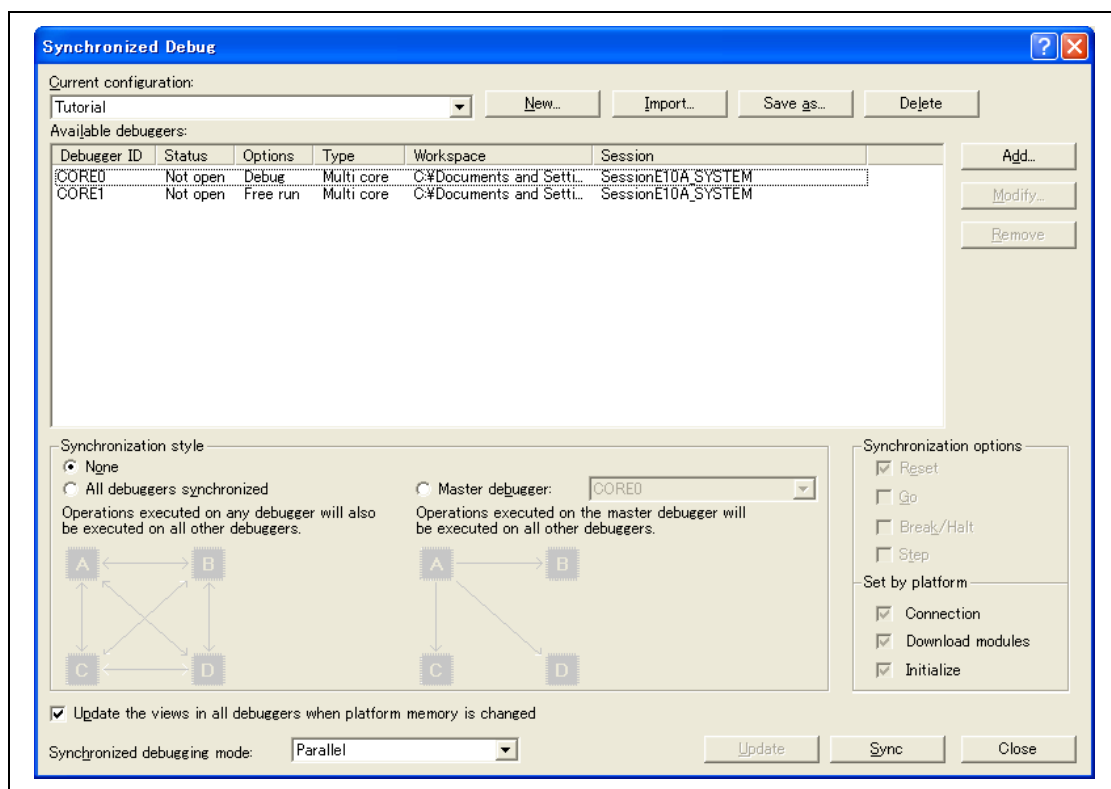 Synchronized Debug
Current configuration:
Tutorial
New...
Import...
Save as...
Delete
Available debuggers:
Debugger ID Status Options Type Workspace Session
CORE0 Not open Debug Multi core C:¥Documents and Setti... SessionE10A_SYSTEM
CORE1 Not open Free run Multi core C:¥Documents and Setti... SessionE10A_SYSTEM
Add...
Modify...
Remove
Synchronization style
None
All debuggers synchronized
Operations executed on any debugger will also
be executed on all other debuggers.
A B
C D
Master debugger: CORE0
Operations executed on the master debugger will
be executed on all other debuggers.
A B
C D
Synchronization options
Reset
Go
Break/Halt
Step
Set by platform
Connection
Download modules
Initialize
Update the views in all debuggers when platform memory is changed
Synchronized debugging mode: Parallel
Update
Sync
Close